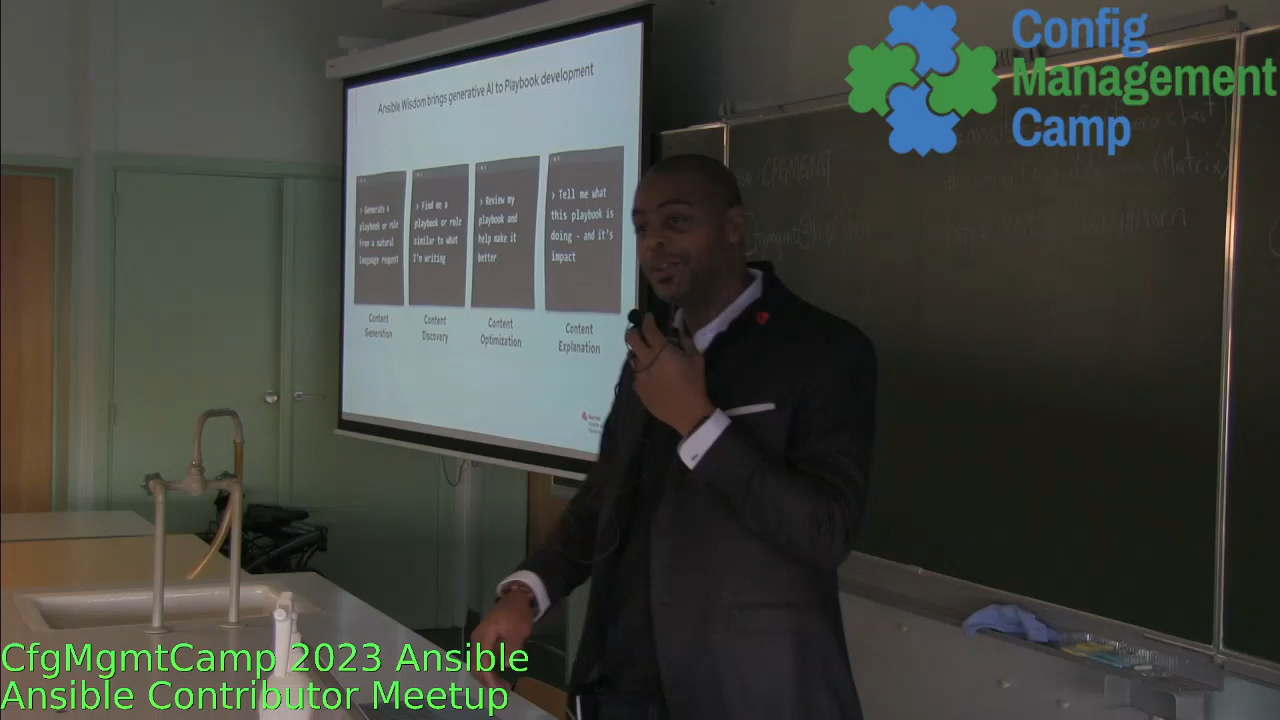 Config
Management
Camp
Ansible Wisdom brings generative AI to Playbook development
> Generate a
playbook or role
from a natural
language request
> Find me a
playbook or role
similar to what
I'm writing
> Review my
playbook and
help make it
better
> Tell me what
this playbook is
doing - and it's
impact
Content
Generation
Content
Discovery
Content
Optimization
Content
Explanation
CFGMGMT
(Matrix)
CfgMgmtCamp 2023 Ansible
Ansible Contributor Meetup